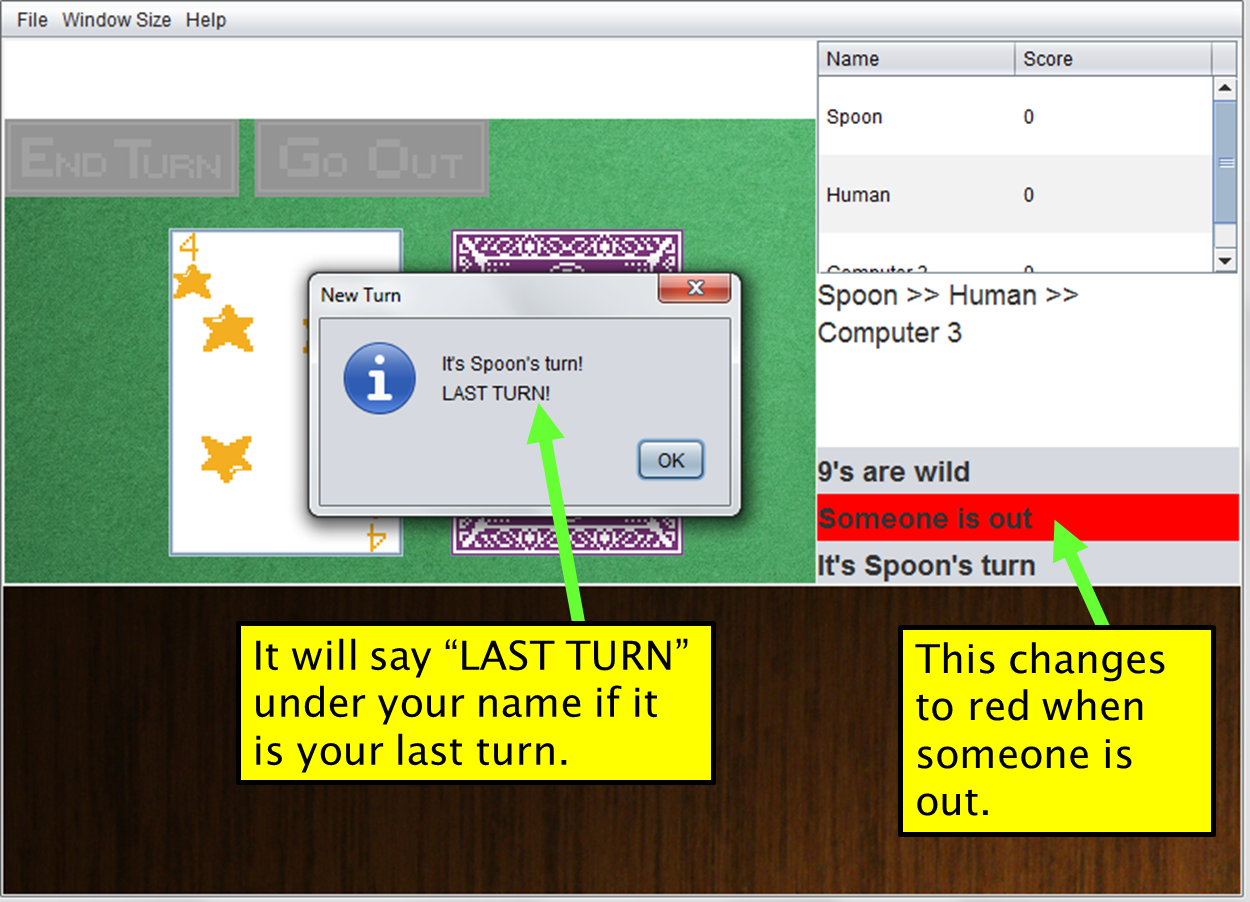 File Window Size Help
Name Score
Spoon 0
Human 0
Computer 3 0
END TURN GO OUT
4
4
New Turn
It's Spoon's turn!
LAST TURN!
OK
Spoon >> Human >>
Computer 3
9's are wild
Someone is out
It's Spoon's turn
It will say “LAST TURN”
under your name if it
is your last turn.
This changes
to red when
someone is
out.